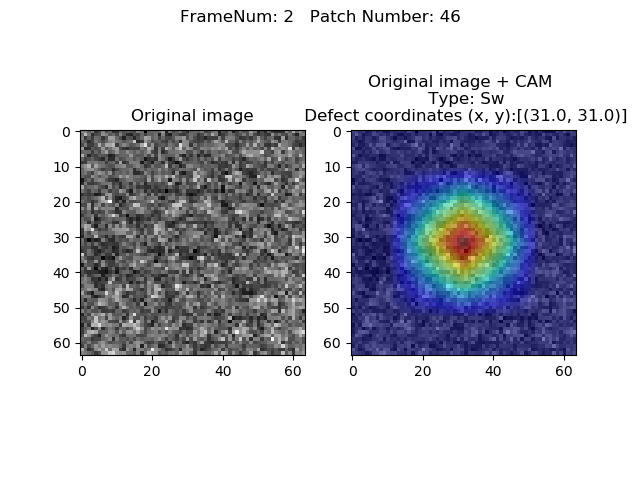 FrameNum: 2   Patch Number: 46
Original image
Original image + CAM
Type: Sw
Defect coordinates (x, y):[(31.0, 31.0)]
0
10
20
30
40
50
60
0 20 40 60
0
10
20
30
40
50
60
0 20 40 60